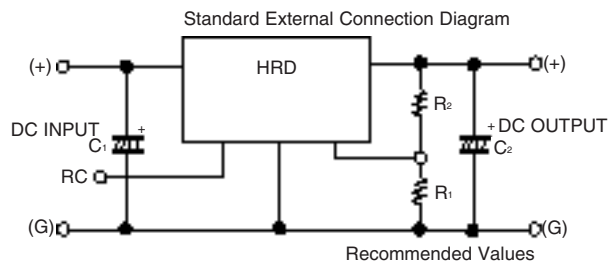 Standard External Connection Diagram
(+)
HRD
(+)
R2
DC INPUT
+
C1
+
DC OUTPUT
C2
RC
R1
(G)
(G)
Recommended Values